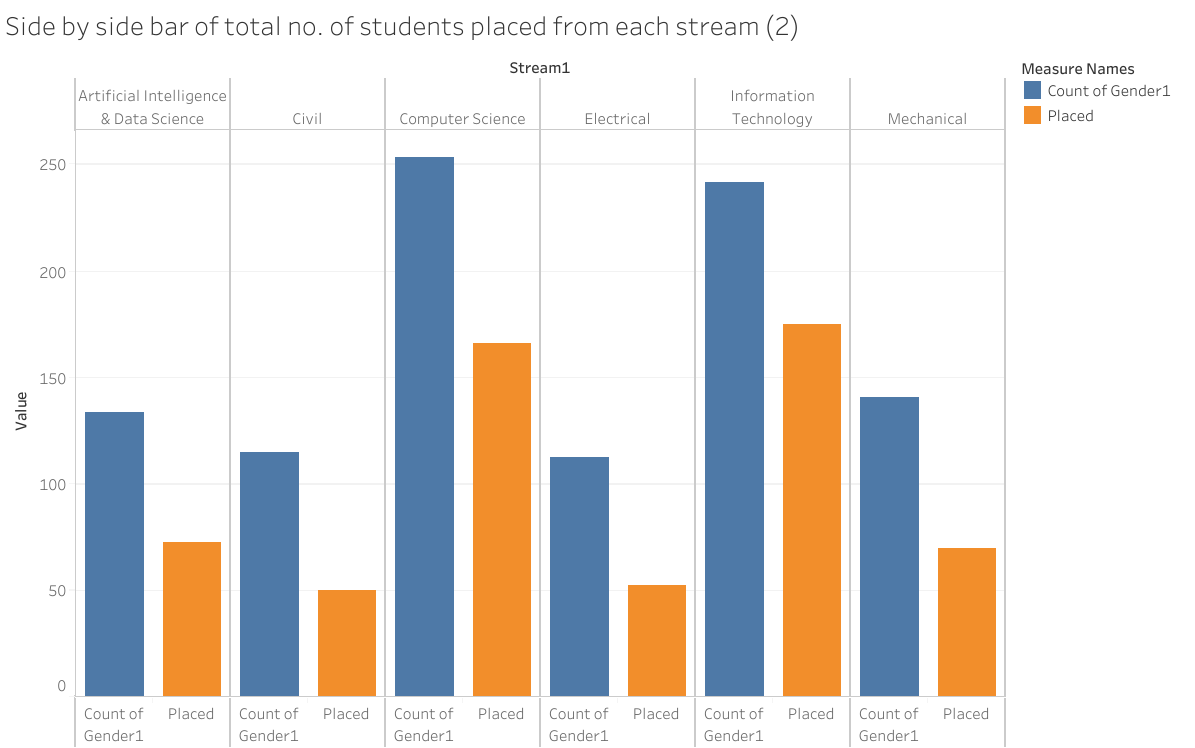 Side by side bar of total no. of students placed from each stream (2)
Stream1
Measure Names
Count of Gender1
Placed
Artificial Intelligence
& Data Science
Civil
Computer Science
Electrical
Information
Technology
Mechanical
Value
250
200
150
100
50
0
Count of
Gender1
Placed
Count of
Gender1
Placed
Count of
Gender1
Placed
Count of
Gender1
Placed
Count of
Gender1
Placed
Count of
Gender1
Placed